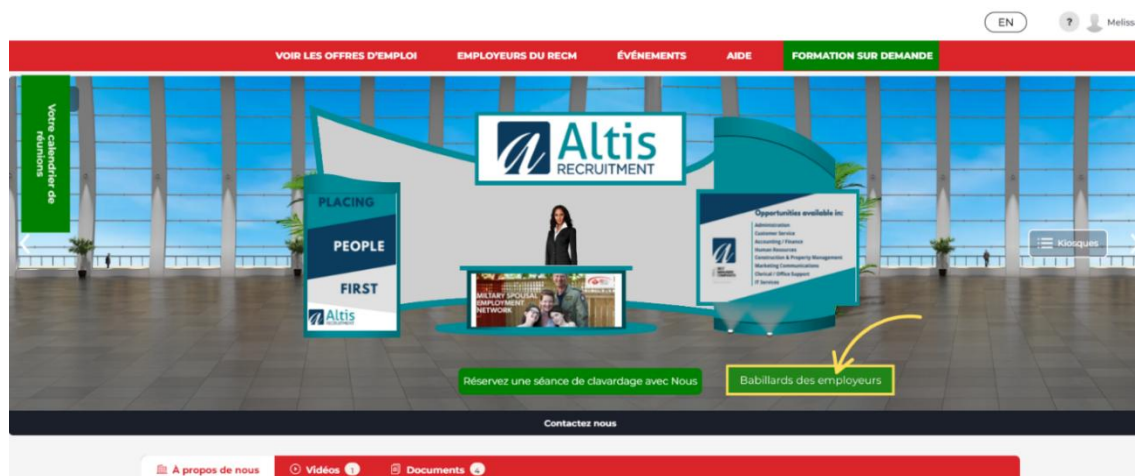 EN
?
Meliss
VOIR LES OFFRES D'EMPLOI
EMPLOYEURS DU RECM
ÉVÉNEMENTS
AIDE
FORMATION SUR DEMANDE
Votre calendrier de
réunions
Altis
RECRUITMENT
PLACING
PEOPLE
FIRST
Altis
RECRUITMENT
MILTARY SPOUSAL
EMPLOYMENT
NETWORK
Opportunities available in:
Administration
Customer Service
Accounting / Finance
Human Resources
Construction & Property Management
Marketing Communications
Clerical / Office Support
IT Services
Kiosques
Réservez une séance de clavardage avec Nous
Babillards des employeurs
Contactez nous
À propos de nous
Vidéos 1
Documents 4